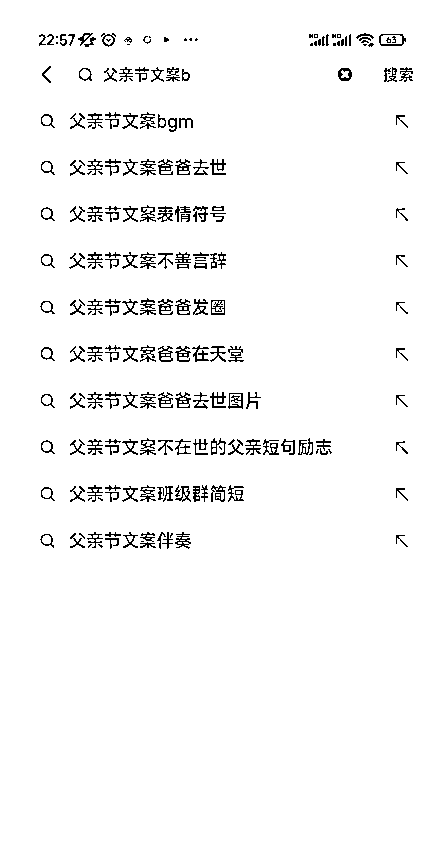 22:57
父亲节文案b 搜索
父亲节文案bgm
父亲节文案爸爸去世
父亲节文案表情符号
父亲节文案不善言辞
父亲节文案爸爸发圈
父亲节文案爸爸在天堂
父亲节文案爸爸去世图片
父亲节文案不在世的父亲短句励志
父亲节文案班级群简短
父亲节文案伴奏